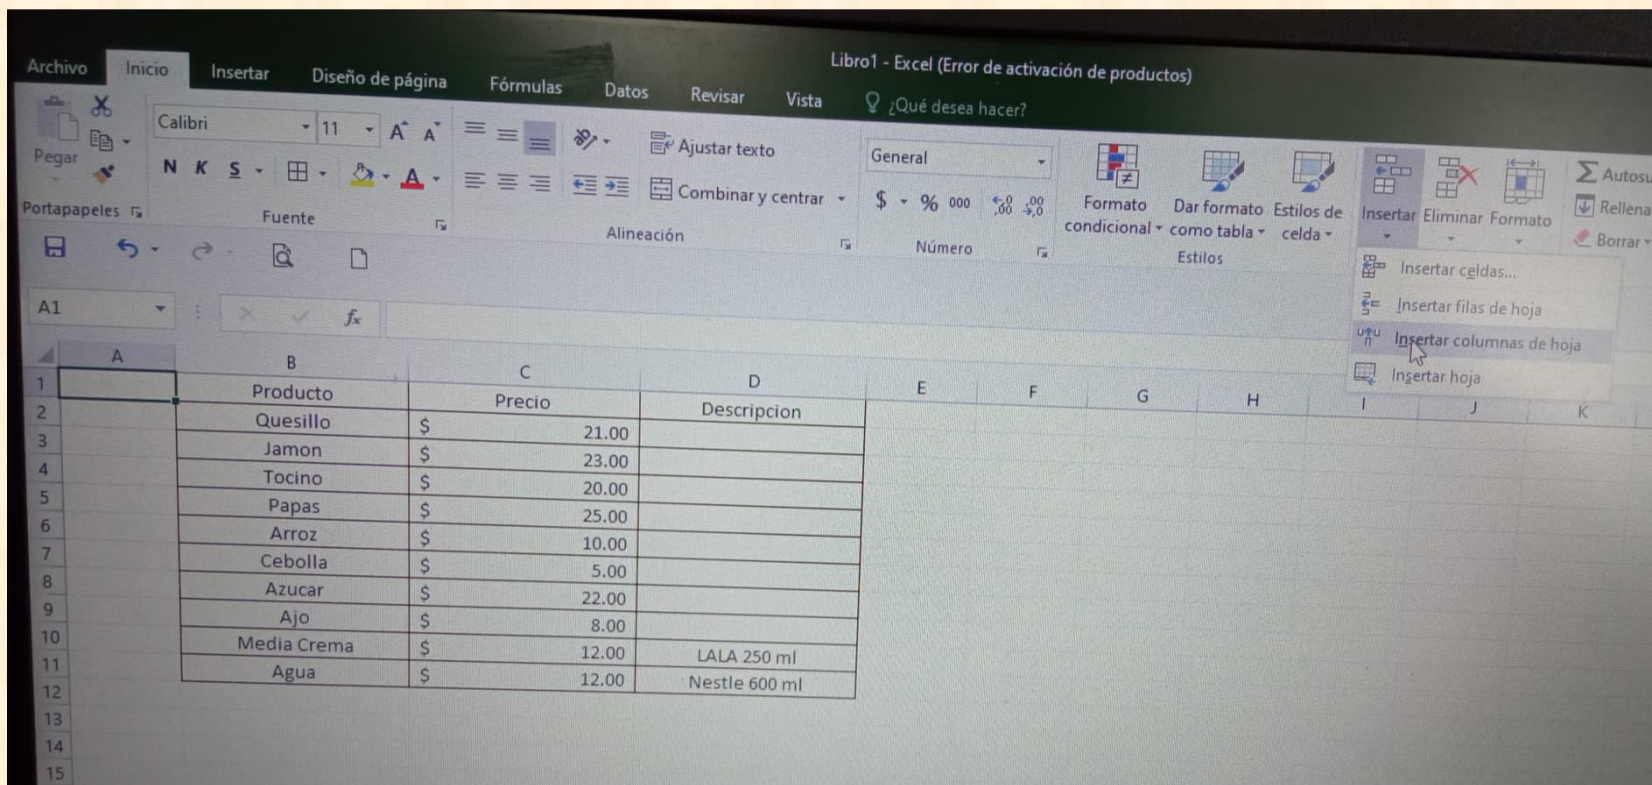 Libro1 - Excel (Error de activación de productos)
Archivo Inicio Insertar Diseño de página Fórmulas Datos Revisar Vista ¿Qué desea hacer?
Pegar
Portapapeles
Calibri 11
N K S
Fuente
Ajustar texto
Combinar y centrar
Alineación
General
$ % 000
Número
Formato condicional
Dar formato como tabla
Estilos de celda
Estilos
Insertar Eliminar Formato
Autosu
Rellena
Borrar
Insertar celdas...
Insertar filas de hoja
Insertar columnas de hoja
Insertar hoja
A1 fx
A B C D E F G H I J K
1 Producto Precio Descripcion
2 Quesillo $ 21.00
3 Jamon $ 23.00
4 Tocino $ 20.00
5 Papas $ 25.00
6 Arroz $ 10.00
7 Cebolla $ 5.00
8 Azucar $ 22.00
9 Ajo $ 8.00
10 Media Crema $ 12.00 LALA 250 ml
11 Agua $ 12.00 Nestle 600 ml
12
13
14
15